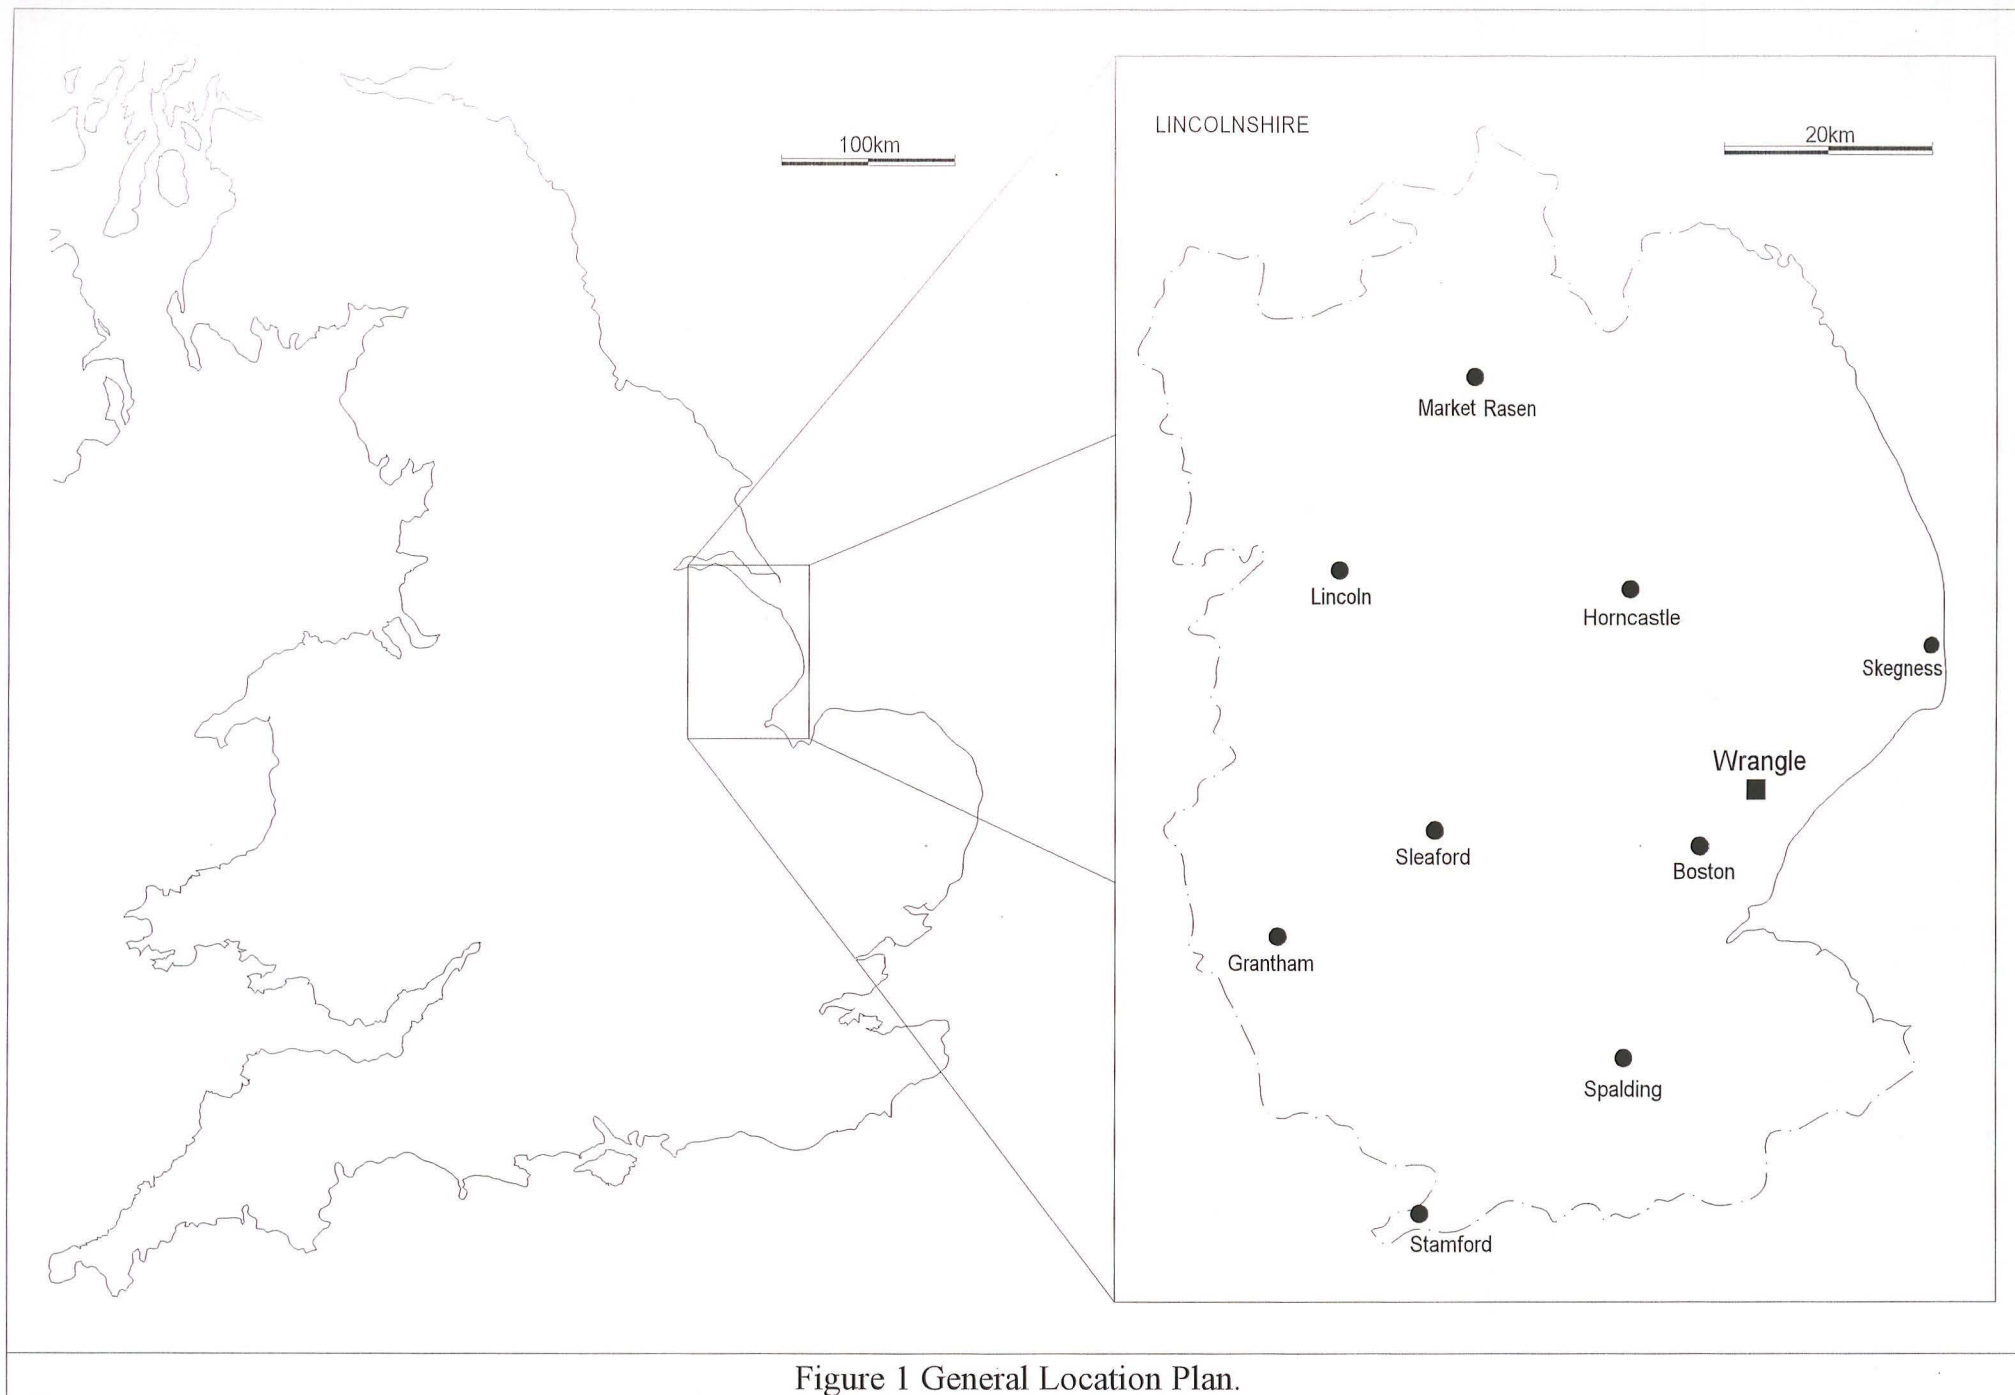 100km
LINCOLNSHIRE
20km
Market Rasen
Lincoln
Horncastle
Skegness
Wrangle
Sleaford
Boston
Grantham
Spalding
Stamford
Figure 1 General Location Plan.